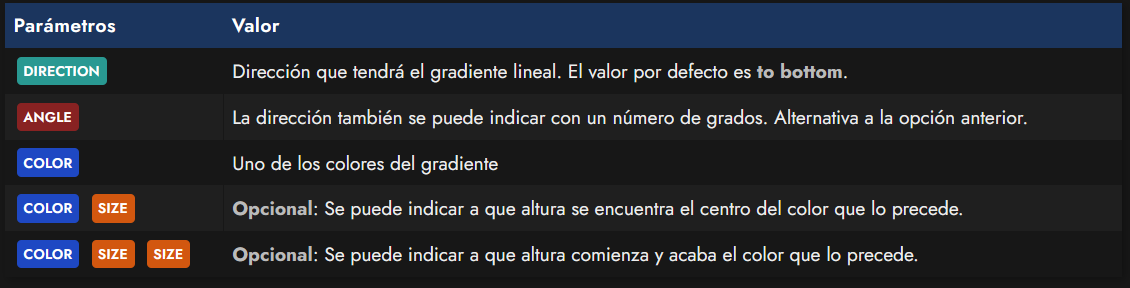 Parámetros Valor
DIRECTION Dirección que tendrá el gradiente lineal. El valor por defecto es to bottom.
ANGLE La dirección también se puede indicar con un número de grados. Alternativa a la opción anterior.
COLOR Uno de los colores del gradiente
COLOR SIZE Opcional: Se puede indicar a que altura se encuentra el centro del color que lo precede.
COLOR SIZE SIZE Opcional: Se puede indicar a que altura comienza y acaba el color que lo precede.